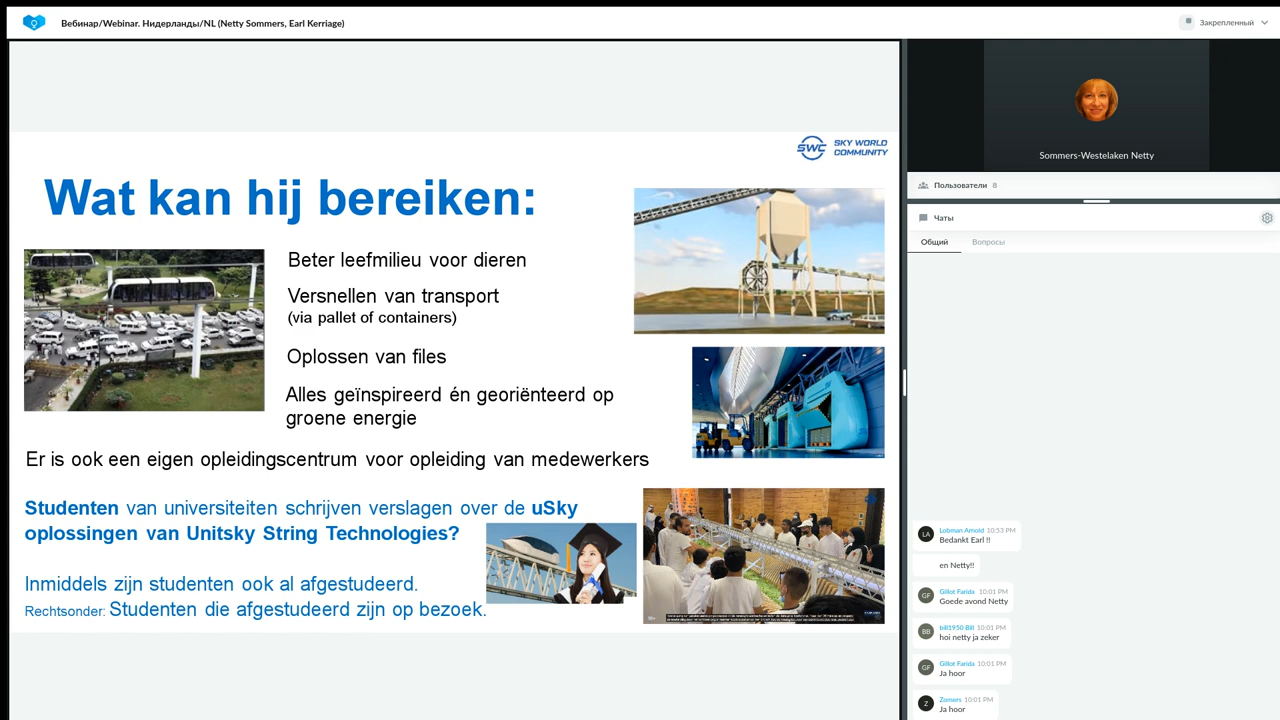 Вебинар/Webinar. Нидерланды/NL (Netty Sommers, Earl Kerriage)
Закрепленный
SWC SKY WORLD
COMMUNITY
Wat kan hij bereiken:
Beter leefmilieu voor dieren
Versnellen van transport
(via pallet of containers)
Oplossen van files
Alles geïnspireerd én georiënteerd op
groene energie
Er is ook een eigen opleidingscentrum voor opleiding van medewerkers
Studenten van universiteiten schrijven verslagen over de uSky
oplossingen van Unitsky String Technologies?
Inmiddels zijn studenten ook al afgestudeerd.
Rechtsonder: Studenten die afgestudeerd zijn op bezoek.
Sommers-Westelaken Netty
Пользователи 8
Чаты
Общий Вопросы
LA
Lobman Arnold 10:53 PM
Bedankt Earl !!
en Netty!!
GF
Gillot Farida 10:01 PM
Goede avond Netty
BB
bill1950 Bill 10:01 PM
hoi netty ja zeker
GF
Gillot Farida 10:01 PM
Ja hoor
Z
Zomers 10:01 PM
Ja hoor